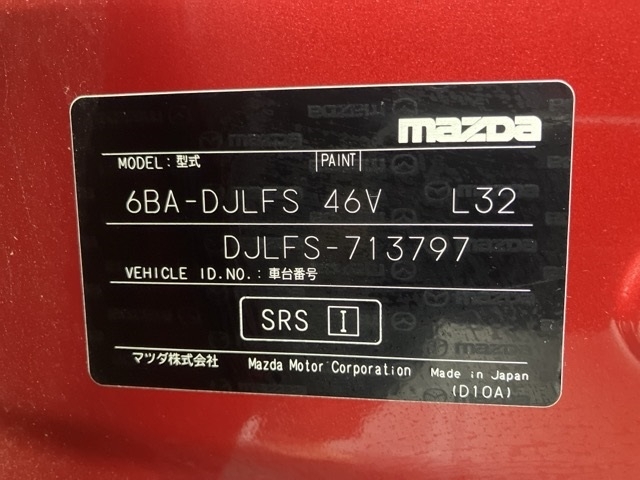 mazda
MODEL: 型式 PAINT
6BA-DJLFS 46V L32
DJLFS-713797
VEHICLE ID.NO.: 車台番号
SRS I
マツダ株式会社 Mazda Motor Corporation Made in Japan
(D10A)